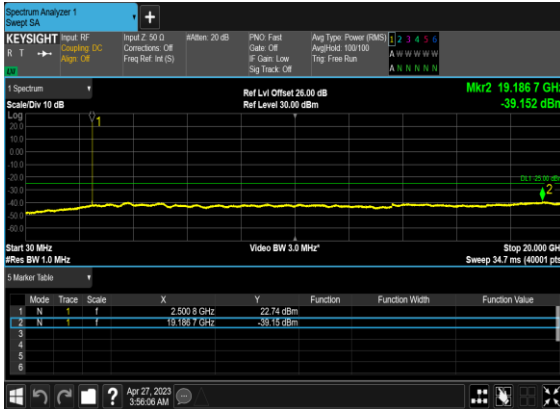 Spectrum Analyzer 1
Swept SA
+
KEYSIGHT Input: RF Input Z: 50 Ω #Atten: 20 dB PNO: Fast Avg Type: Power (RMS) 1 2 3 4 5 6
R T Coupling: DC Corrections: Off Gate: Off Avg|Hold: 100/100 A W W W W W
Align: Off Freq Ref: Int (S) IF Gain: Low Trig: Free Run
Sig Track: Off A N N N N N
1 Spectrum Ref Lvl Offset 26.00 dB Mkr2 19.186 7 GHz
Scale/Div 10 dB Ref Level 30.00 dBm -39.152 dBm
Log
20.0
10.0
0.00
-10.0
-20.0
-30.0
-40.0
-50.0
-60.0
1
DL1 -25.00 dBm
2
Start 30 MHz Video BW 3.0 MHz* Stop 20.000 GHz
#Res BW 1.0 MHz Sweep 34.7 ms (40001 pts)
5 Marker Table
Mode Trace Scale X Y Function Function Width Function Value
1 N 1 f 2.500 8 GHz 22.74 dBm
2 N 1 f 19.186 7 GHz -39.15 dBm
3
4
5
6
?
Apr 27, 2023
3:56:06 AM